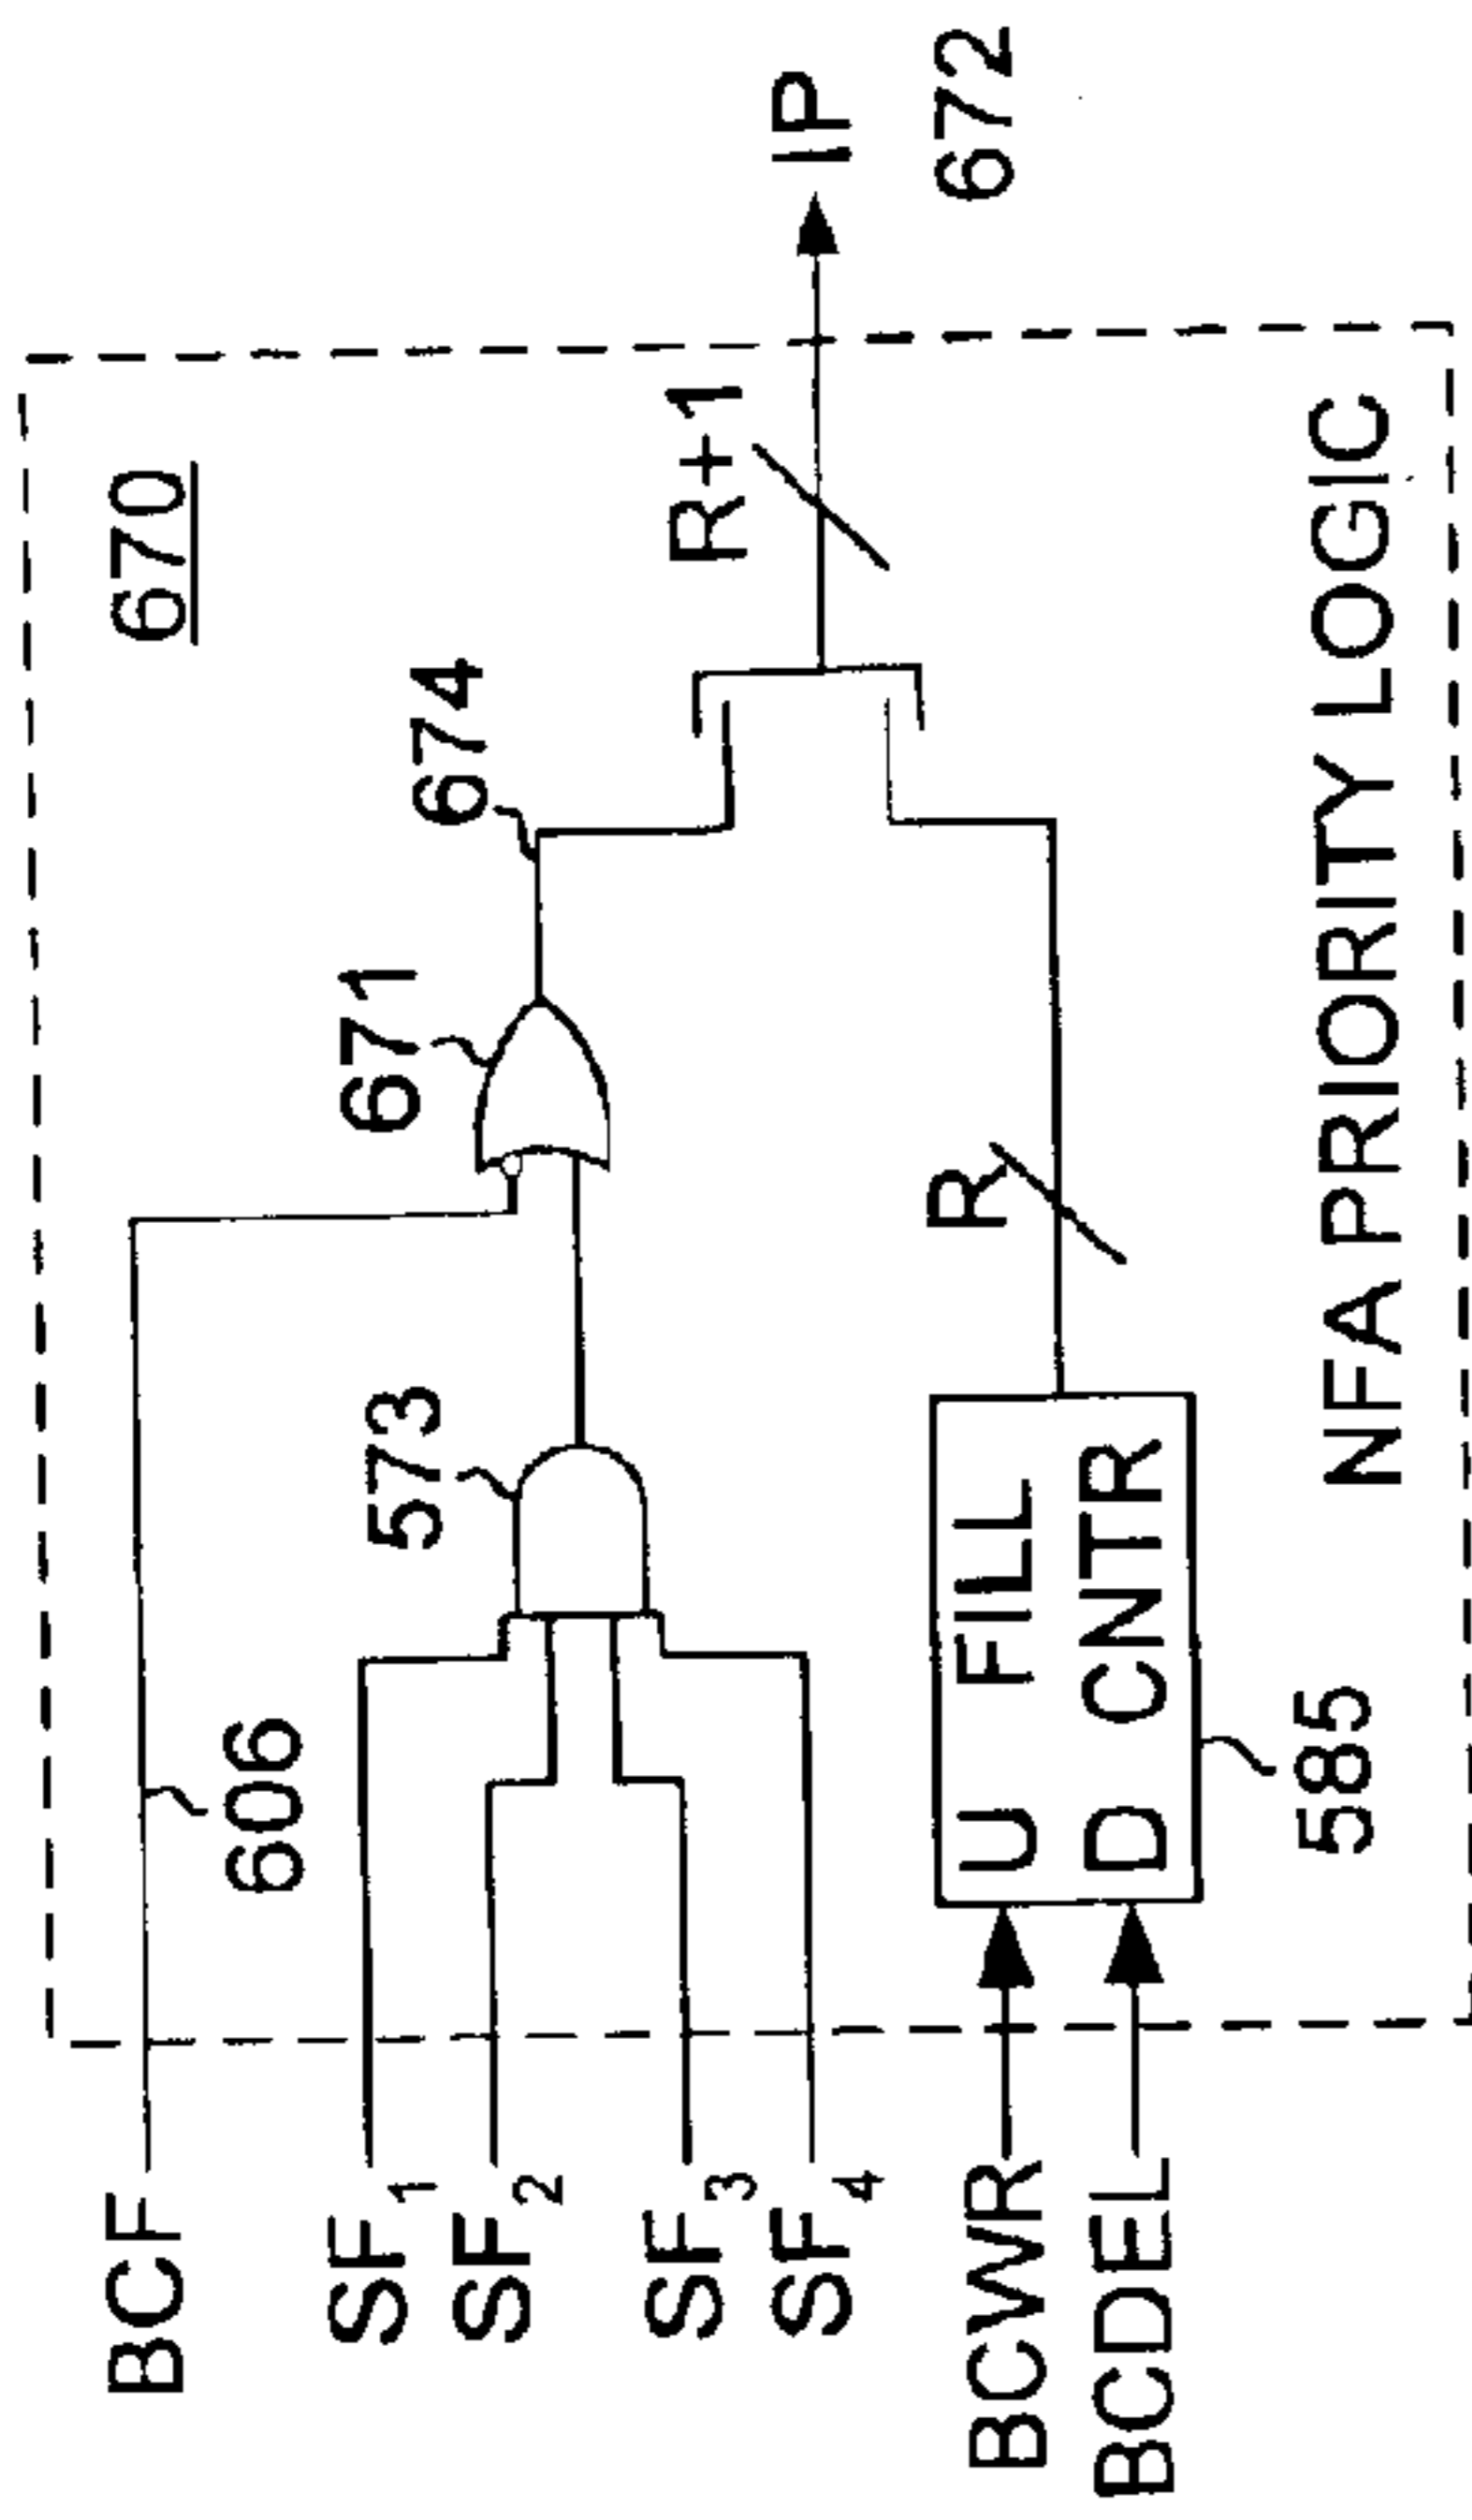 670
BCF
606
671
674
SF1
573
SF2
R+1
IP
672
SF3
SF4
R
BCWR
U FILL
BCDEL
D CNTR
585
NFA PRIORITY LOGIC